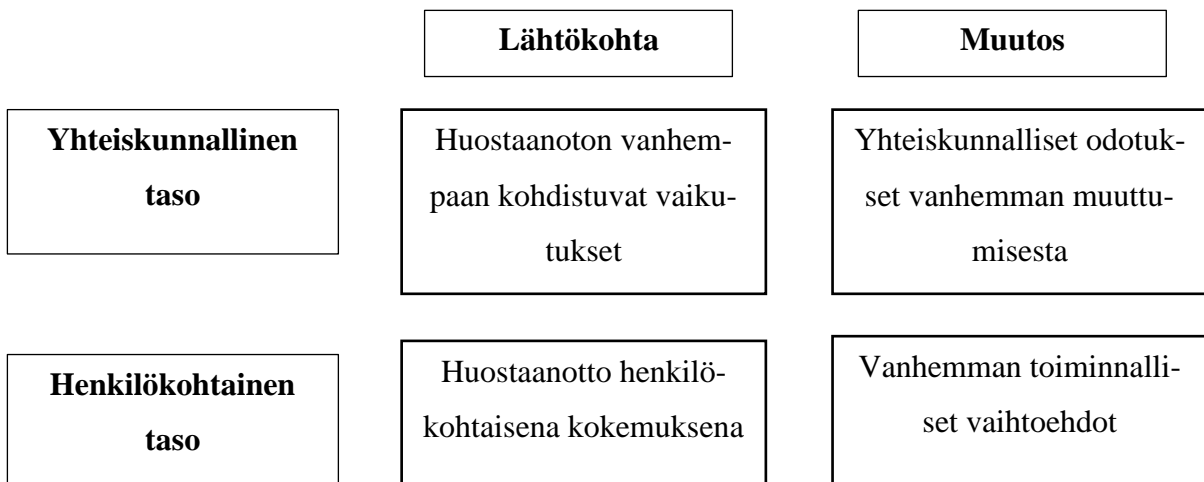 Lähtökohta
Muutos
Yhteiskunnallinen
taso
Huostaanoton vanhem-
paan kohdistuvat vaiku-
tukset
Yhteiskunnalliset odotuk-
set vanhemman muuttu-
misesta
Henkilökohtainen
taso
Huostaanotto henkilö-
kohtaisena kokemuksena
Vanhemman toiminnalli-
set vaihtoehdot